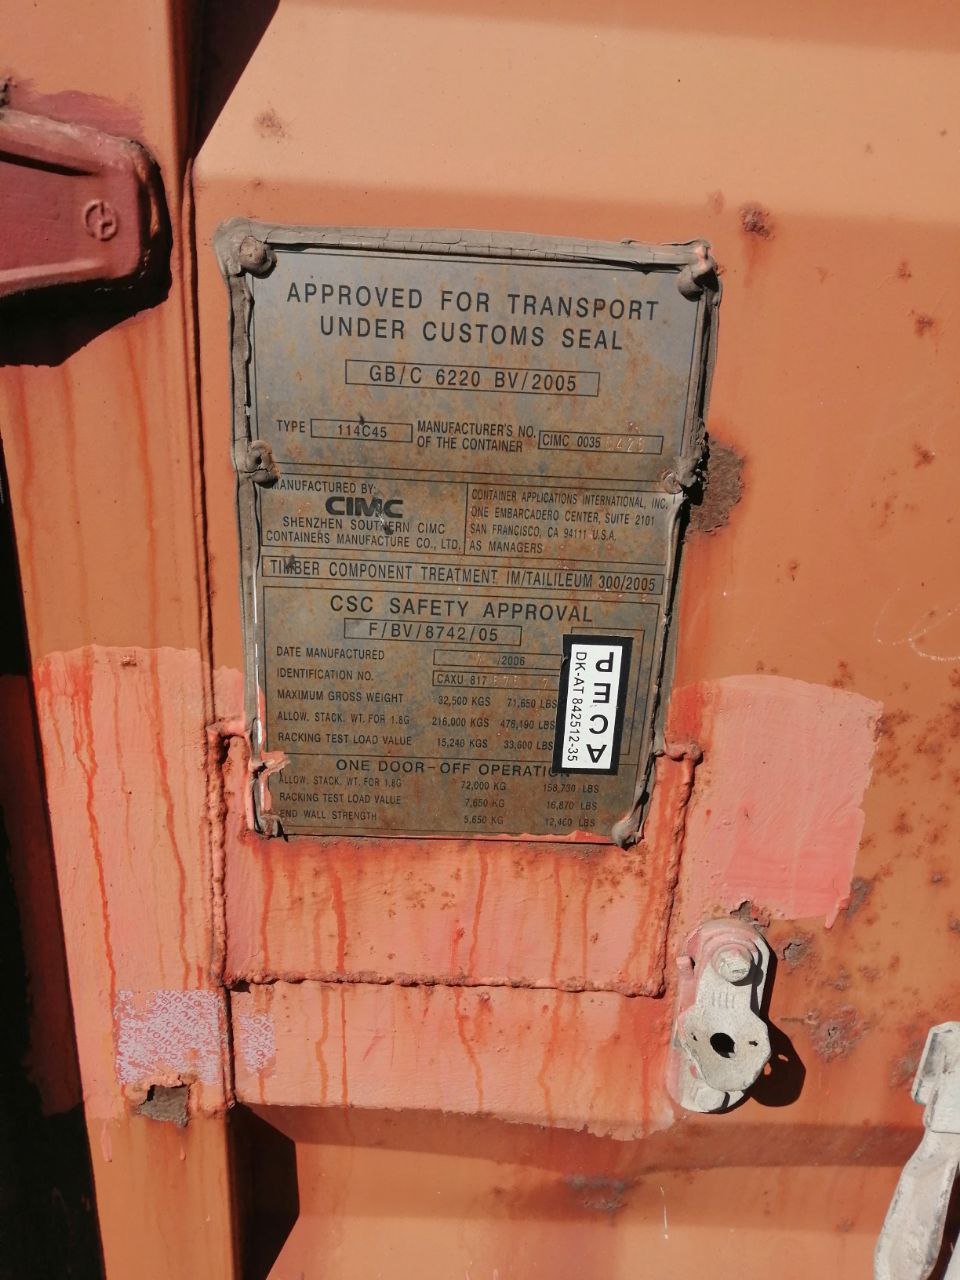 APPROVED FOR TRANSPORT
UNDER CUSTOMS SEAL
GB/C 6220 BV/2005
TYPE 114C45 MANUFACTURER'S NO. OF THE CONTAINER CIMC 0035
MANUFACTURED BY:
CIMC
SHENZHEN SOUTHERN CIMC
CONTAINERS MANUFACTURE CO., LTD.
CONTAINER APPLICATIONS INTERNATIONAL, INC.
ONE EMBARCADERO CENTER, SUITE 2101
SAN FRANCISCO, CA 94111 U.S.A.
AS MANAGERS
TIMBER COMPONENT TREATMENT IM/TAILILEUM 300/2005
CSC SAFETY APPROVAL
F/BV/8742/05
DATE MANUFACTURED /2006
IDENTIFICATION NO. CAXU 817
MAXIMUM GROSS WEIGHT 32,500 KGS 71,650 LBS
ALLOW. STACK. WT. FOR 1.8G 216,000 KGS 476,190 LBS
RACKING TEST LOAD VALUE 15,240 KGS 33,600 LBS
ACEP
DK-AT 842512-35
ONE DOOR-OFF OPERATION
ALLOW. STACK. WT. FOR 1.8G 72,000 KG 158,730 LBS
RACKING TEST LOAD VALUE 7,650 KG 16,870 LBS
END WALL STRENGTH 5,650 KG 12,460 LBS